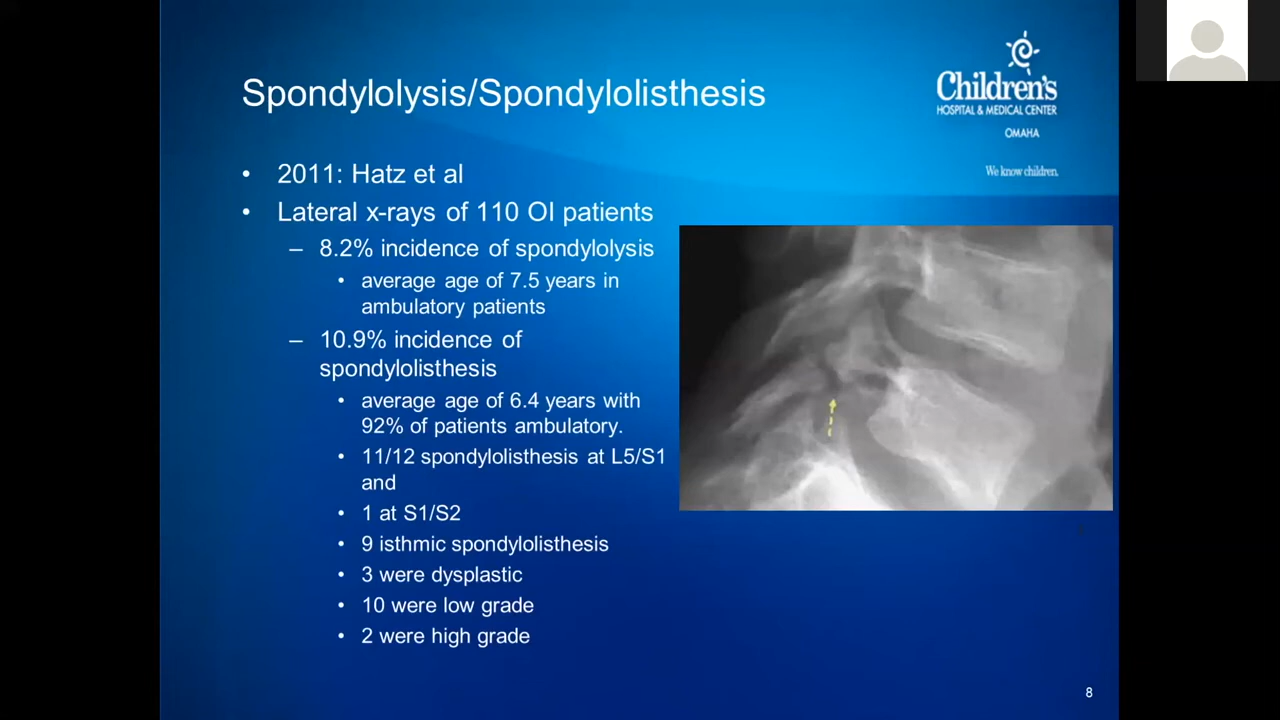 Spondylolysis/Spondylolisthesis
Children's
HOSPITAL & MEDICAL CENTER
OMAHA
We know children.
• 2011: Hatz et al
• Lateral x-rays of 110 OI patients
– 8.2% incidence of spondylolysis
• average age of 7.5 years in
ambulatory patients
– 10.9% incidence of
spondylolisthesis
• average age of 6.4 years with
92% of patients ambulatory.
• 11/12 spondylolisthesis at L5/S1
and
• 1 at S1/S2
• 9 isthmic spondylolisthesis
• 3 were dysplastic
• 10 were low grade
• 2 were high grade
8